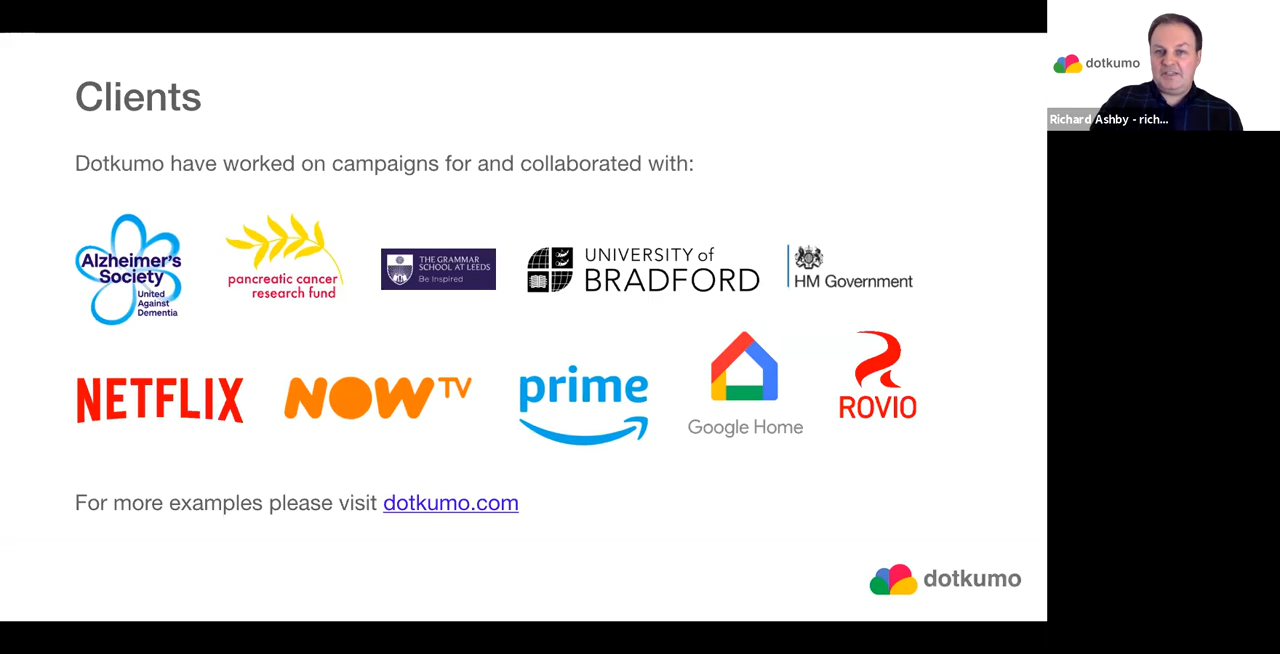 Clients
Dotkumo have worked on campaigns for and collaborated with:
Alzheimer's
Society
United
Against
Dementia
pancreatic cancer
research fund
THE GRAMMAR
SCHOOL AT LEEDS
Be Inspired
UNIVERSITY of
BRADFORD
HM Government
NETFLIX
NOW TV
prime
Google Home
ROVIO
For more examples please visit dotkumo.com
dotkumo
dotkumo
Richard Ashby - rich...